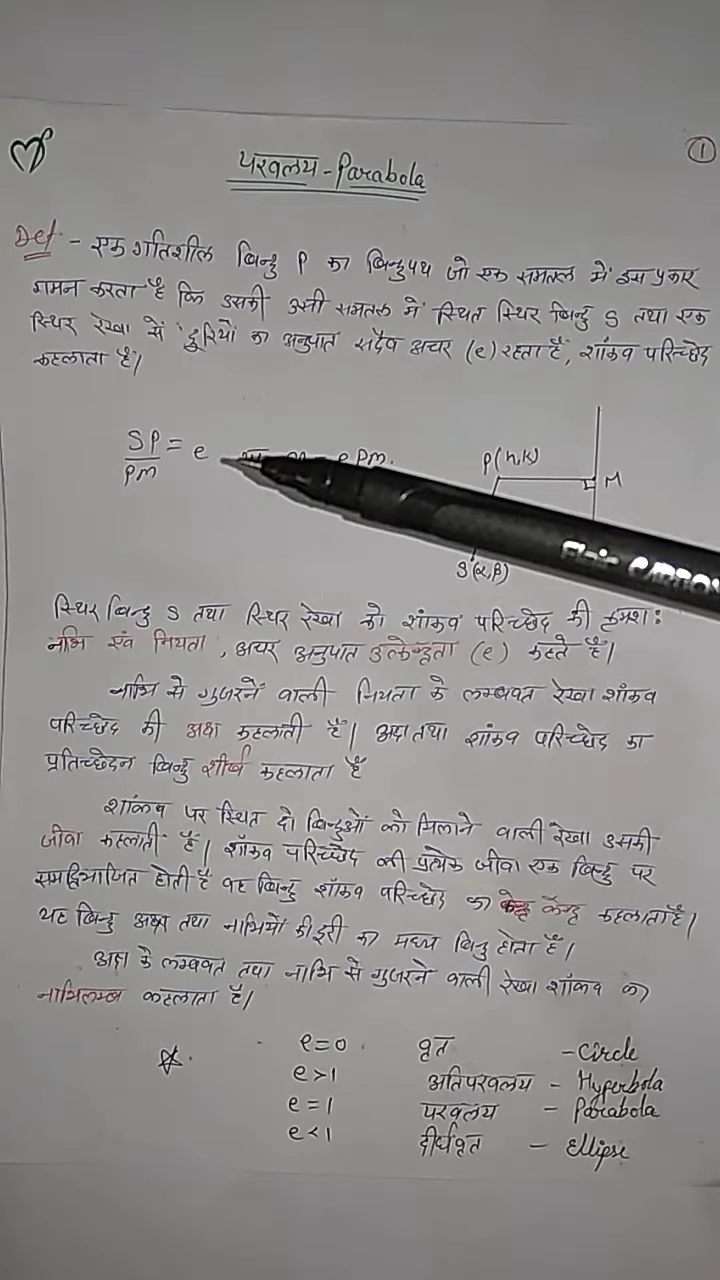 ①
परवलय - Parabola
Def - एक गतिशील बिन्दु P का बिन्दुपथ जो एक समतल में इस प्रकार
गमन करता है कि उसकी उसी समतल में स्थित स्थिर बिन्दु S तथा एक
स्थिर रेखा से दूरियों का अनुपात सदैव अचर (e) रहता है, शांकव परिच्छेद
कहलाता है।
SP/PM = e
e PM.
P(h,k)
M
S(α,β)
स्थिर बिन्दु S तथा स्थिर रेखा को शांकव परिच्छेद की क्रमशः
नाभि एवं नियता, अचर अनुपात उत्केन्द्रता (e) कहते है।
नाभि से गुजरने वाली नियता के लम्बवत रेखा शांकव
परिच्छेद की अक्ष कहलाती है। अक्ष तथा शांकव परिच्छेद का
प्रतिच्छेदन बिन्दु शीर्ष कहलाता है
शांकव पर स्थित दो बिन्दुओं को मिलाने वाली रेखा उसकी
जीवा कहलाती है। शांकव परिच्छेद की प्रत्येक जीवा एक बिन्दु पर
समद्विभाजित होती है वह बिन्दु शांकव परिच्छेद का केन्द्र कहलाता है।
यह बिन्दु अक्ष तथा नाभियों की दूरी का मध्य बिन्दु होता है।
अक्ष के लम्बवत तथा नाभि से गुजरने वाली रेखा शांकव का
नाभिलम्ब कहलाता है।
e=0 वृत - Circle
e>1 अतिपरवलय - Hyperbola
e=1 परवलय - Parabola
e<1 दीर्घवृत - Ellipse